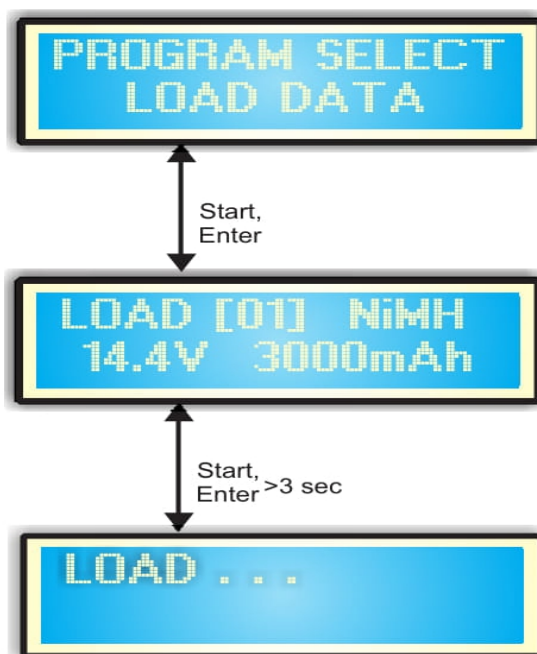 PROGRAM SELECT
LOAD DATA
Start,
Enter
LOAD [01] NiMH
14.4V 3000mAh
Start,
Enter >3 sec
LOAD . . .